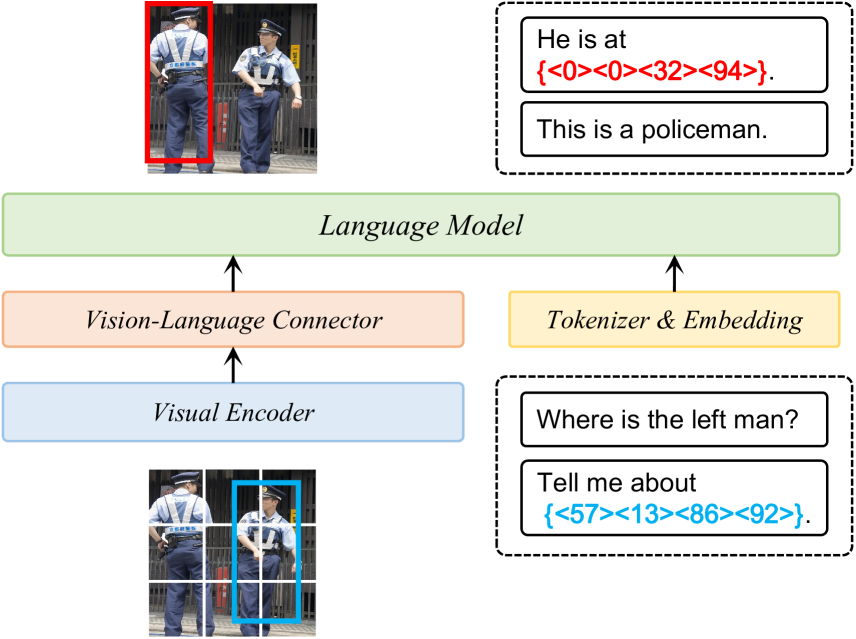 He is at
{<0><0><32><94>}.
This is a policeman.
Language Model
Vision-Language Connector
Tokenizer & Embedding
Visual Encoder
Where is the left man?
Tell me about
{<57><13><86><92>}.